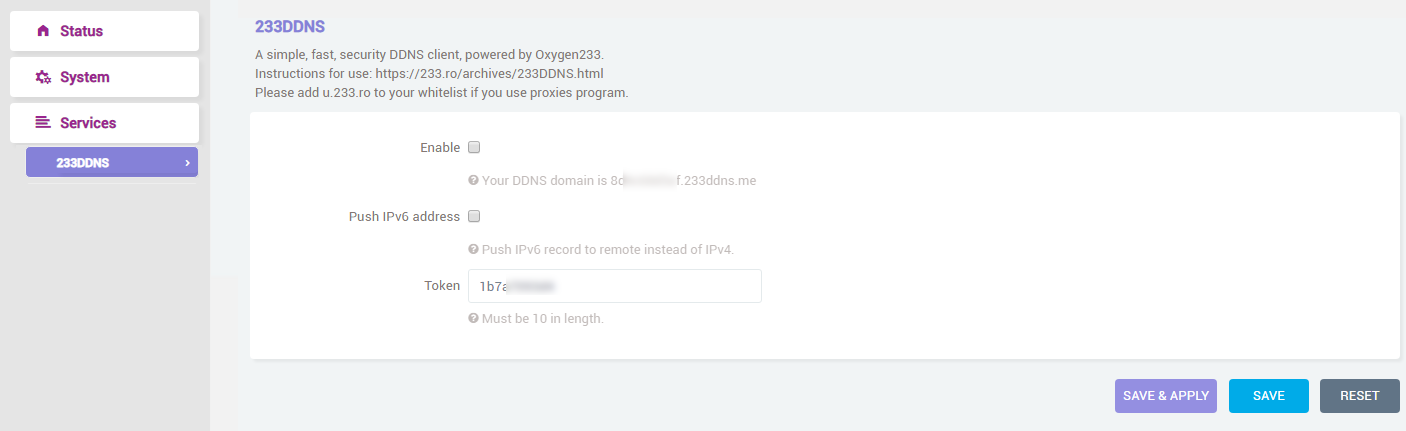 Status
System
Services
233DDNS
233DDNS
A simple, fast, security DDNS client, powered by Oxygen233.
Instructions for use: https://233.ro/archives/233DDNS.html
Please add u.233.ro to your whitelist if you use proxies program.
Enable
Your DDNS domain is 8d f.233ddns.me
Push IPv6 address
Push IPv6 record to remote instead of IPv4.
Token
1b7a
Must be 10 in length.
SAVE & APPLY
SAVE
RESET